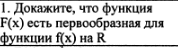 1. Докажите, что функция
F(x) есть первообразная для
функции f(x) на R